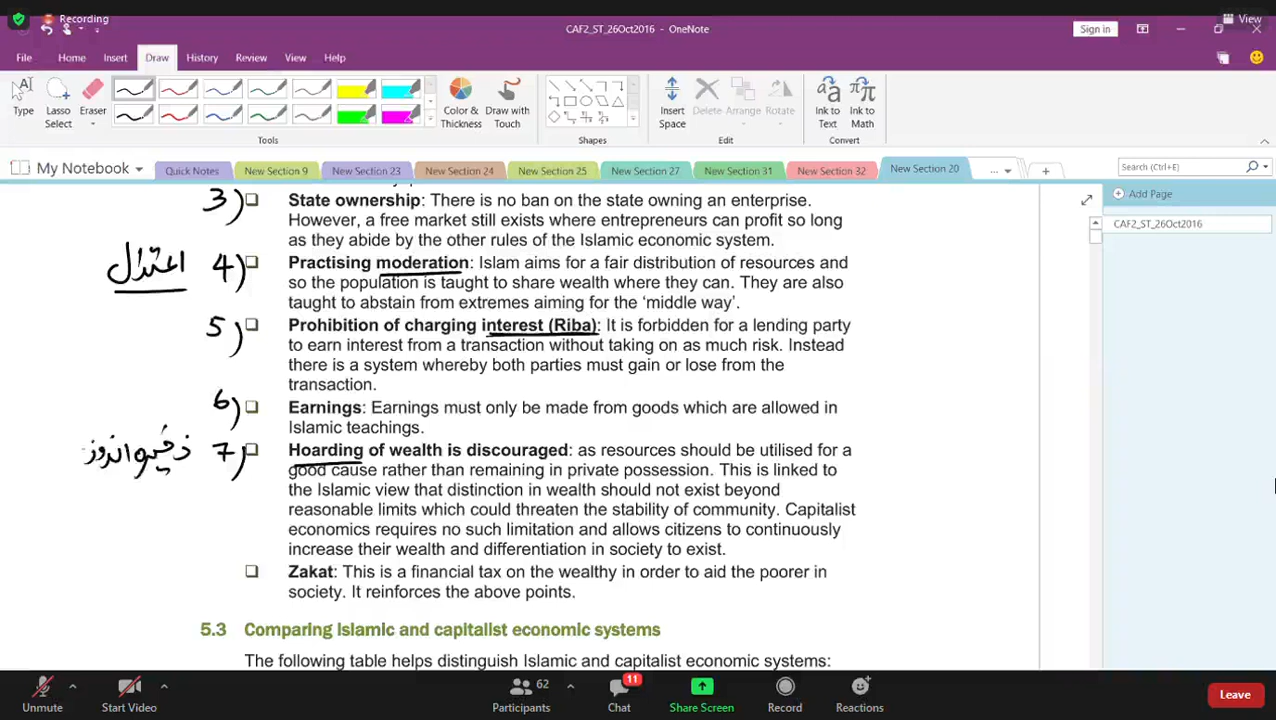 Recording
View
CAF2_ST_26Oct2016 - OneNote
Sign in
File Home Insert Draw History Review View Help
Type
Lasso Select
Eraser
Color & Thickness
Draw with Touch
Insert Space
Delete
Arrange
Rotate
Ink to Text
Ink to Math
Tools
Shapes
Edit
Convert
My Notebook
Quick Notes
New Section 9
New Section 23
New Section 24
New Section 25
New Section 27
New Section 31
New Section 32
New Section 20
...
Search (Ctrl+E)
Add Page
CAF2_ST_26Oct2016
3) State ownership: There is no ban on the state owning an enterprise.
However, a free market still exists where entrepreneurs can profit so long
as they abide by the other rules of the Islamic economic system.
اعتدال 4) Practising moderation: Islam aims for a fair distribution of resources and
so the population is taught to share wealth where they can. They are also
taught to abstain from extremes aiming for the ‘middle way’.
5) Prohibition of charging interest (Riba): It is forbidden for a lending party
to earn interest from a transaction without taking on as much risk. Instead
there is a system whereby both parties must gain or lose from the
transaction.
6) Earnings: Earnings must only be made from goods which are allowed in
Islamic teachings.
7) Hoarding of wealth is discouraged: as resources should be utilised for a
good cause rather than remaining in private possession. This is linked to
the Islamic view that distinction in wealth should not exist beyond
reasonable limits which could threaten the stability of community. Capitalist
economics requires no such limitation and allows citizens to continuously
increase their wealth and differentiation in society to exist.
Zakat: This is a financial tax on the wealthy in order to aid the poorer in
society. It reinforces the above points.
5.3 Comparing Islamic and capitalist economic systems
The following table helps distinguish Islamic and capitalist economic systems:
Unmute
Start Video
62
Participants
11
Chat
Share Screen
Record
Reactions
Leave